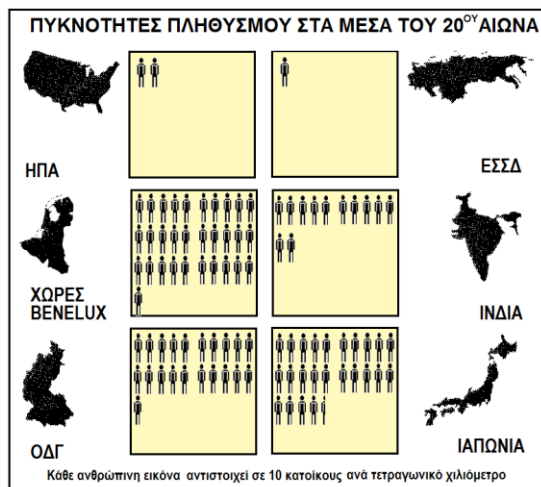 ΠΥΚΝΟΤΗΤΕΣ ΠΛΗΘΥΣΜΟΥ ΣΤΑ ΜΕΣΑ ΤΟΥ 20ΟΥ ΑΙΩΝΑ
ΗΠΑ
ΕΣΣΔ
ΧΩΡΕΣ
BENELUX
ΙΝΔΙΑ
ΟΔΓ
ΙΑΠΩΝΙΑ
Κάθε ανθρώπινη εικόνα αντιστοιχεί σε 10 κατοίκους ανά τετραγωνικό χιλιόμετρο